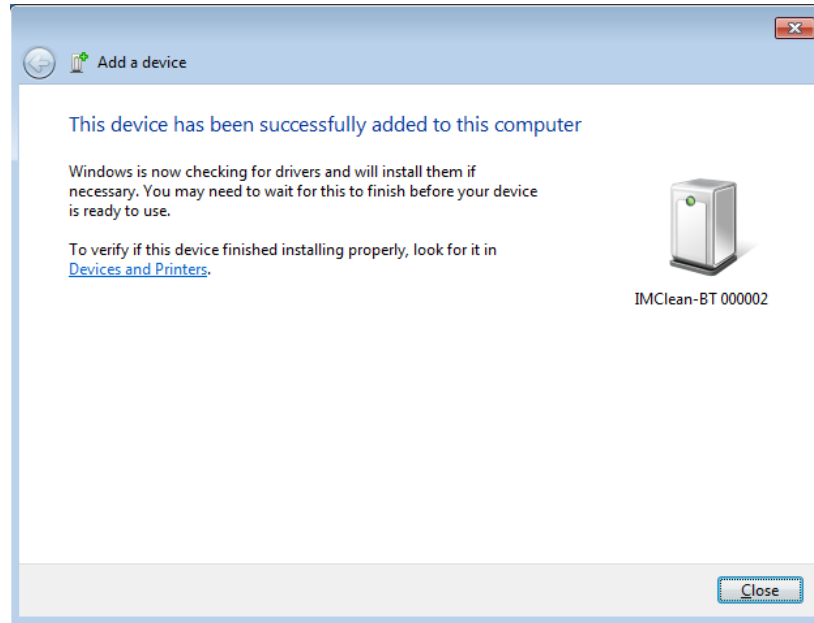 Add a device
This device has been successfully added to this computer
Windows is now checking for drivers and will install them if
necessary. You may need to wait for this to finish before your device
is ready to use.
To verify if this device finished installing properly, look for it in
Devices and Printers.
IMClean-BT 000002
Close